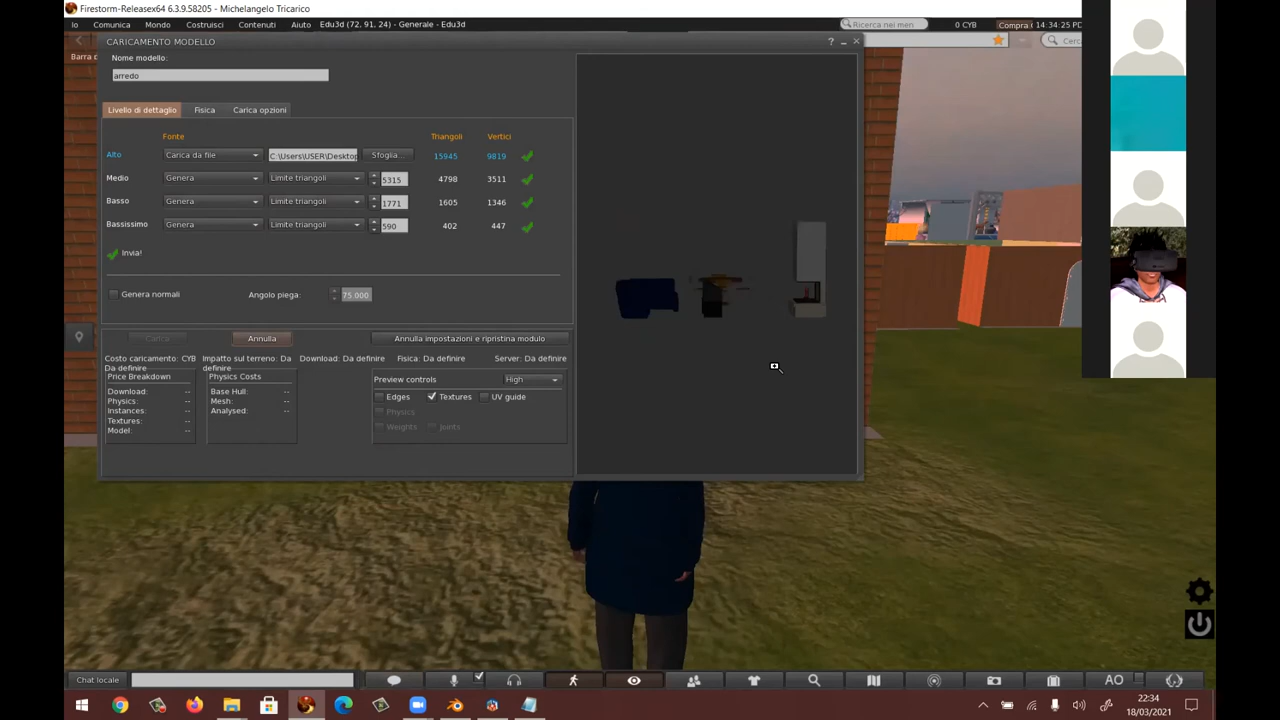 Firestorm-Releasex64 6.3.9.58205 - Michelangelo Tricarico
Io Comunica Mondo Costruisci Contenuti Aiuto Edu3d (72, 91, 24) - Generale - Edu3d Ricerca nei men 0 CYB Compra 14:34:25 PD
CARICAMENTO MODELLO ?
Barra p Cerca
Nome modello:
arredo
Livello di dettaglio Fisica Carica opzioni
Fonte Triangoli Vertici
Alto Carica da file C:\Users\USER\Desktop Sfoglia... 15945 9819
Medio Genera Limite triangoli 5315 4798 3511
Basso Genera Limite triangoli 1771 1605 1346
Bassissimo Genera Limite triangoli 590 402 447
Invia!
Genera normali Angolo piega: 75.000
Carica Annulla Annulla impostazioni e ripristina modulo
Costo caricamento: CYB Da definire Impatto sul terreno: Da definire Download: Da definire Fisica: Da definire Server: Da definire
Price Breakdown Physics Costs Preview controls High
Download: -- Base Hull: -- Edges Textures UV guide
Physics: -- Mesh: -- Physics
Instances: -- Analysed: -- Weights Joints
Textures: --
Model: --
Chat locale AO
22:34
18/03/2021